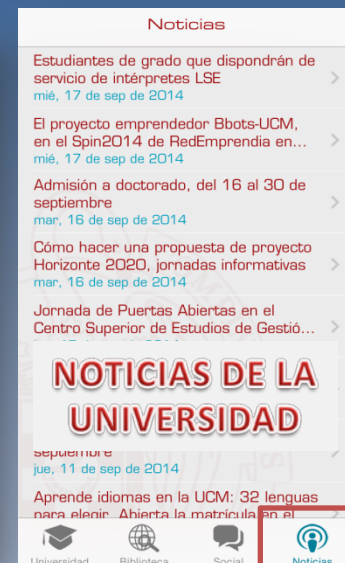 Noticias
Estudiantes de grado que dispondrán de
servicio de intérpretes LSE
mié, 17 de sep de 2014
El proyecto emprendedor Bbots-UCM,
en el Spin2014 de RedEmprendia en...
mié, 17 de sep de 2014
Admisión a doctorado, del 16 al 30 de
septiembre
mar, 16 de sep de 2014
Cómo hacer una propuesta de proyecto
Horizonte 2020, jornadas informativas
mar, 16 de sep de 2014
Jornada de Puertas Abiertas en el
Centro Superior de Estudios de Gestió...
NOTICIAS DE LA
UNIVERSIDAD
septiembre
jue, 11 de sep de 2014
Aprende idiomas en la UCM: 32 lenguas
para elegir. Abierta la matrícula en el
Universidad
Biblioteca
Social
Noticias